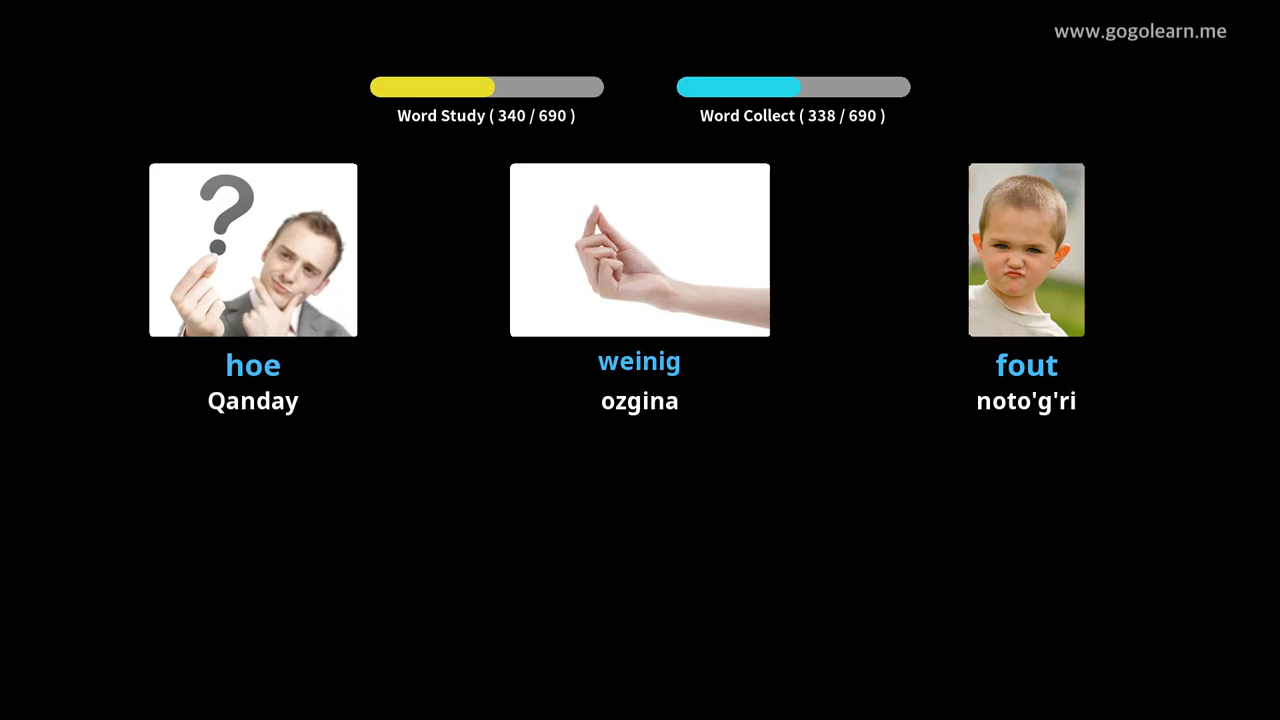 www.gogolearn.me
Word Study ( 340 / 690 )
Word Collect ( 338 / 690 )
hoe
Qanday
weinig
ozgina
fout
noto'g'ri